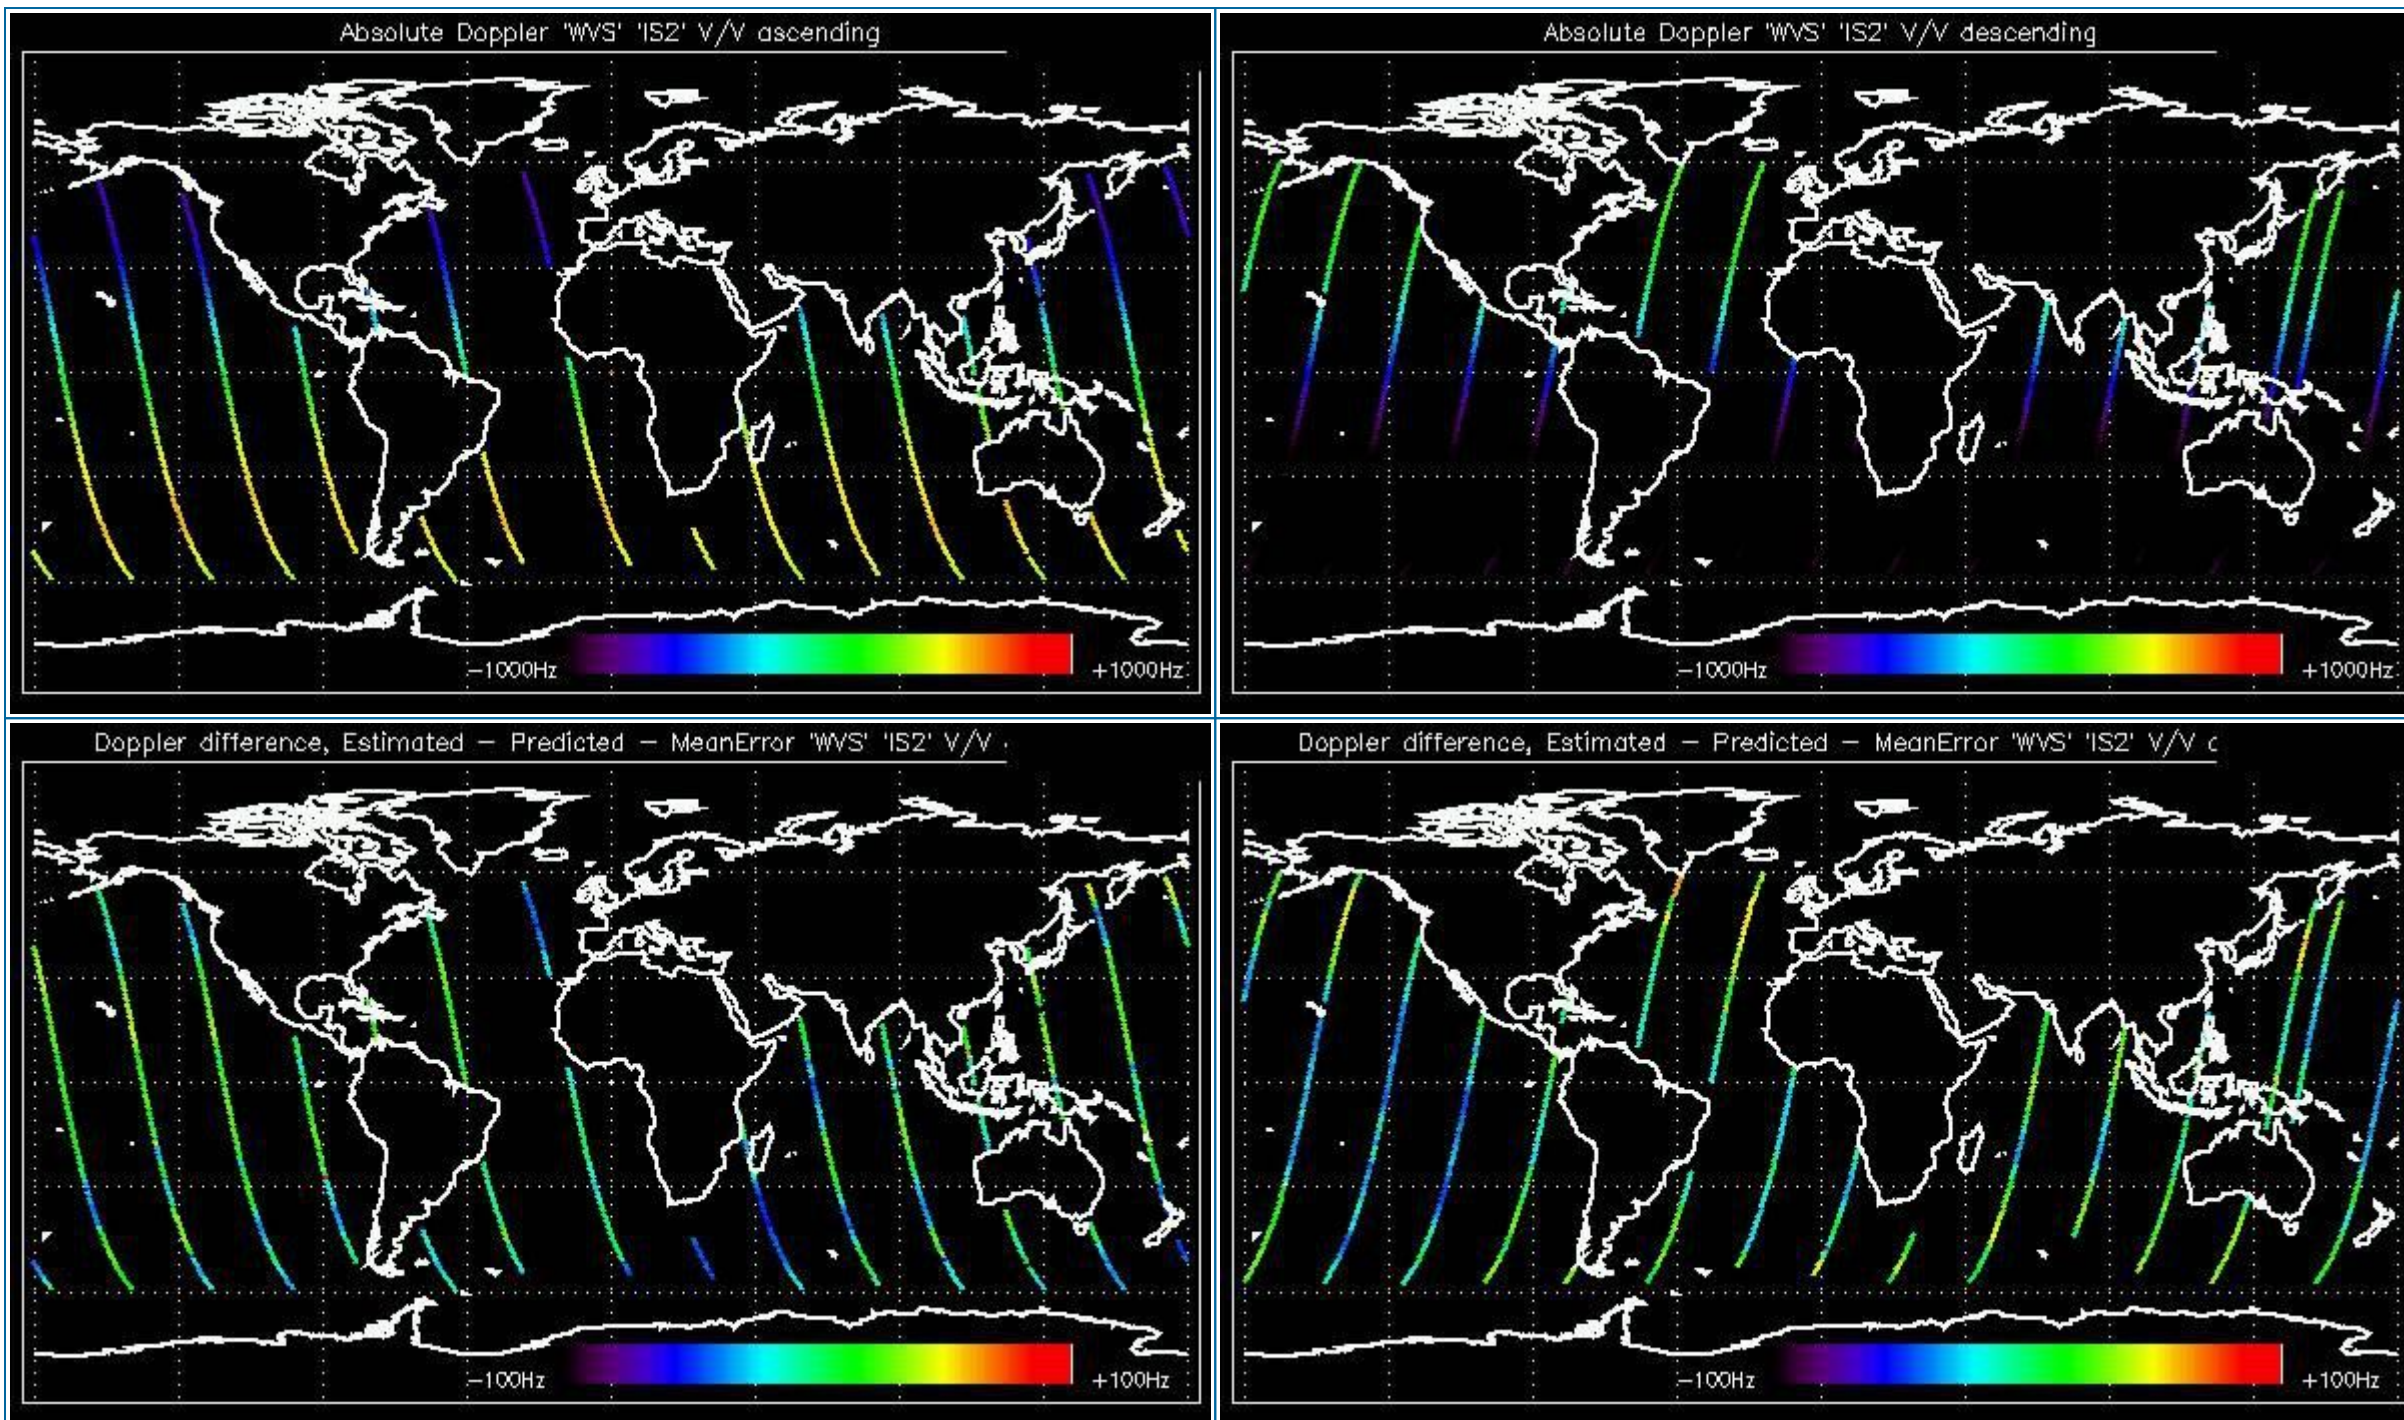 Absolute Doppler 'WVS' 'IS2' V/V ascending
-1000Hz +1000Hz
Absolute Doppler 'WVS' 'IS2' V/V descending
-1000Hz +1000Hz
Doppler difference, Estimated - Predicted - MeanError 'WVS' 'IS2' V/V
-100Hz +100Hz
Doppler difference, Estimated - Predicted - MeanError 'WVS' 'IS2' V/V
-100Hz +100Hz